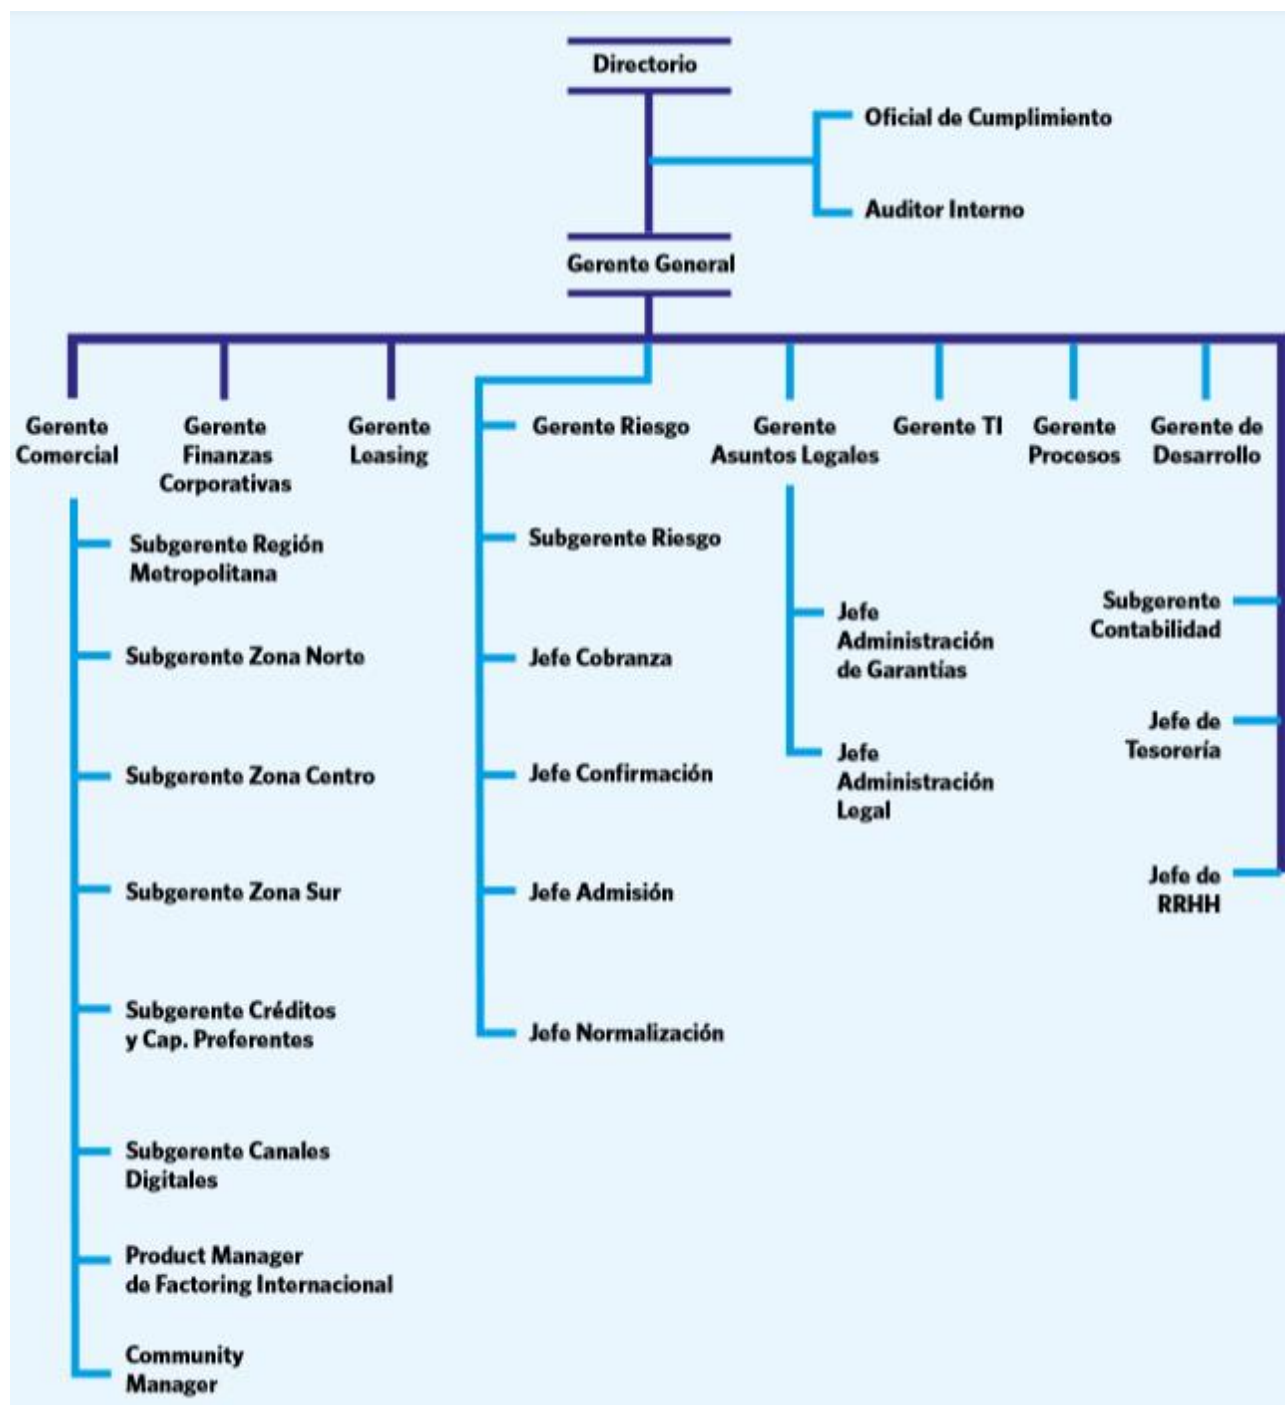 Directorio
Oficial de Cumplimiento
Auditor Interno
Gerente General
Gerente
Comercial
Gerente
Finanzas
Corporativas
Gerente
Leasing
Gerente Riesgo
Gerente
Asuntos Legales
Gerente TI
Gerente
Procesos
Gerente de
Desarrollo
Subgerente Región
Metropolitana
Subgerente Zona Norte
Subgerente Zona Centro
Subgerente Zona Sur
Subgerente Créditos
y Cap. Preferentes
Subgerente Canales
Digitales
Product Manager
de Factoring Internacional
Community
Manager
Subgerente Riesgo
Jefe Cobranza
Jefe Confirmación
Jefe Admisión
Jefe Normalización
Jefe
Administración
de Garantías
Jefe
Administración
Legal
Subgerente
Contabilidad
Jefe de
Tesorería
Jefe de
RRHH